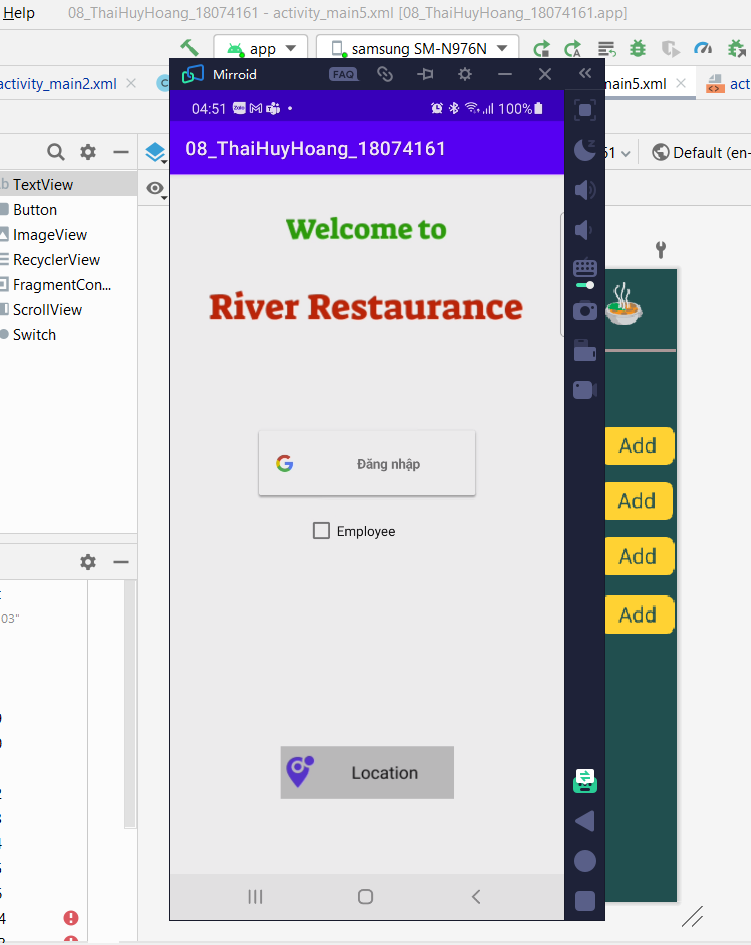 Help 08_ThaiHuyHoang_18074161 - activity_main5.xml [08_ThaiHuyHoang_18074161.app]
app samsung SM-N976N
activity_main2.xml main5.xml act
Mirroid FAQ
04:51 100%
08_ThaiHuyHoang_18074161
Default (en-
TextView
Button
ImageView
RecyclerView
FragmentCon...
ScrollView
Switch
Welcome to
River Restaurance
Add
Đăng nhập
Add
Employee
Add
Add
03"
Location